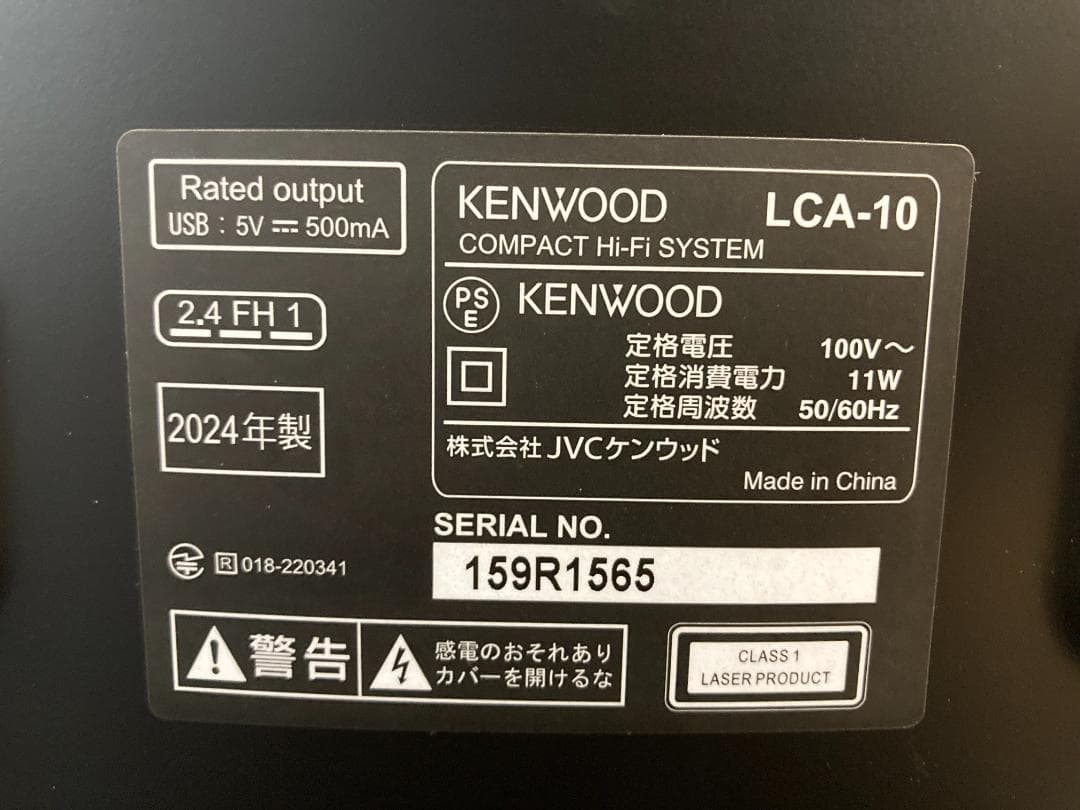 Rated output
USB : 5V ⎓ 500mA
2.4 FH 1
2024年製
R 018-220341
KENWOOD LCA-10
COMPACT Hi-Fi SYSTEM
PS
E
KENWOOD
定格電圧 100V～
定格消費電力 11W
定格周波数 50/60Hz
株式会社 JVCケンウッド
Made in China
SERIAL NO.
159R1565
警告
感電のおそれあり
カバーを開けるな
CLASS 1
LASER PRODUCT